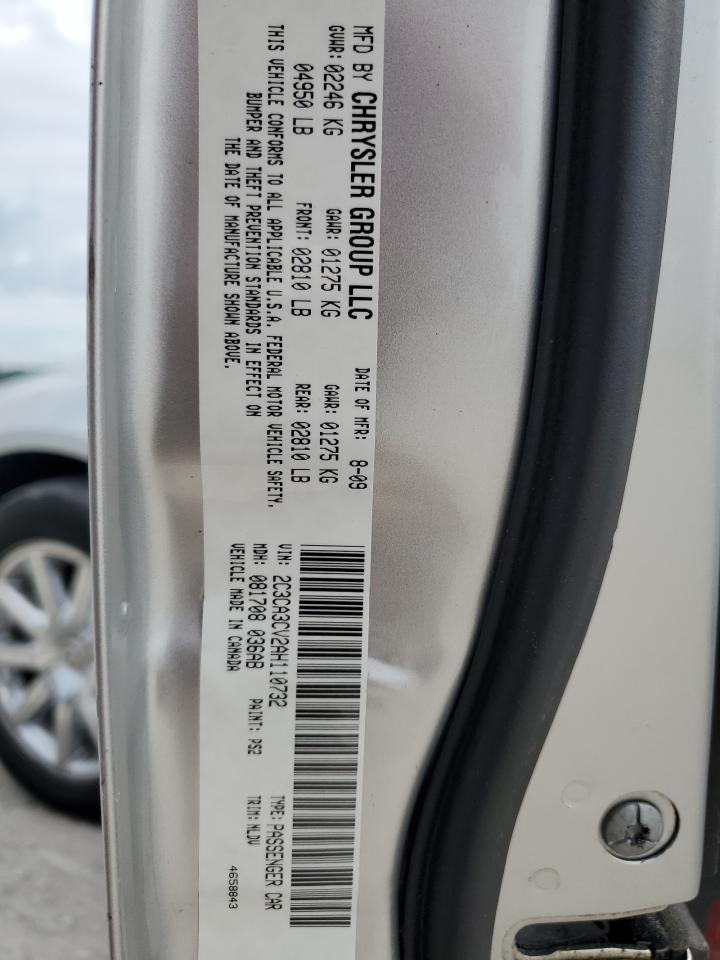 MFD BY CHRYSLER GROUP LLC DATE OF MFR: 8-09
GVWR: 02246 KG GAWR: 01275 KG GAWR: 01275 KG
04950 LB FRONT: 02810 LB REAR: 02810 LB
THIS VEHICLE CONFORMS TO ALL APPLICABLE U.S.A. FEDERAL MOTOR VEHICLE SAFETY,
BUMPER AND THEFT PREVENTION STANDARDS IN EFFECT ON
THE DATE OF MANUFACTURE SHOWN ABOVE.
VIN: 2C3CA3CV2AH110732 TYPE: PASSENGER CAR
MDH: 081708 036AB PAINT: PS2 TRIM: MLDV
VEHICLE MADE IN CANADA 4658843